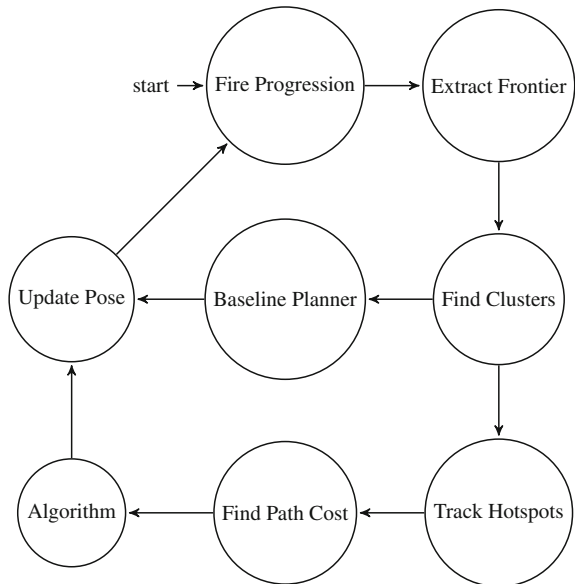 start
Fire Progression
Extract Frontier
Update Pose
Baseline Planner
Find Clusters
Algorithm
Find Path Cost
Track Hotspots